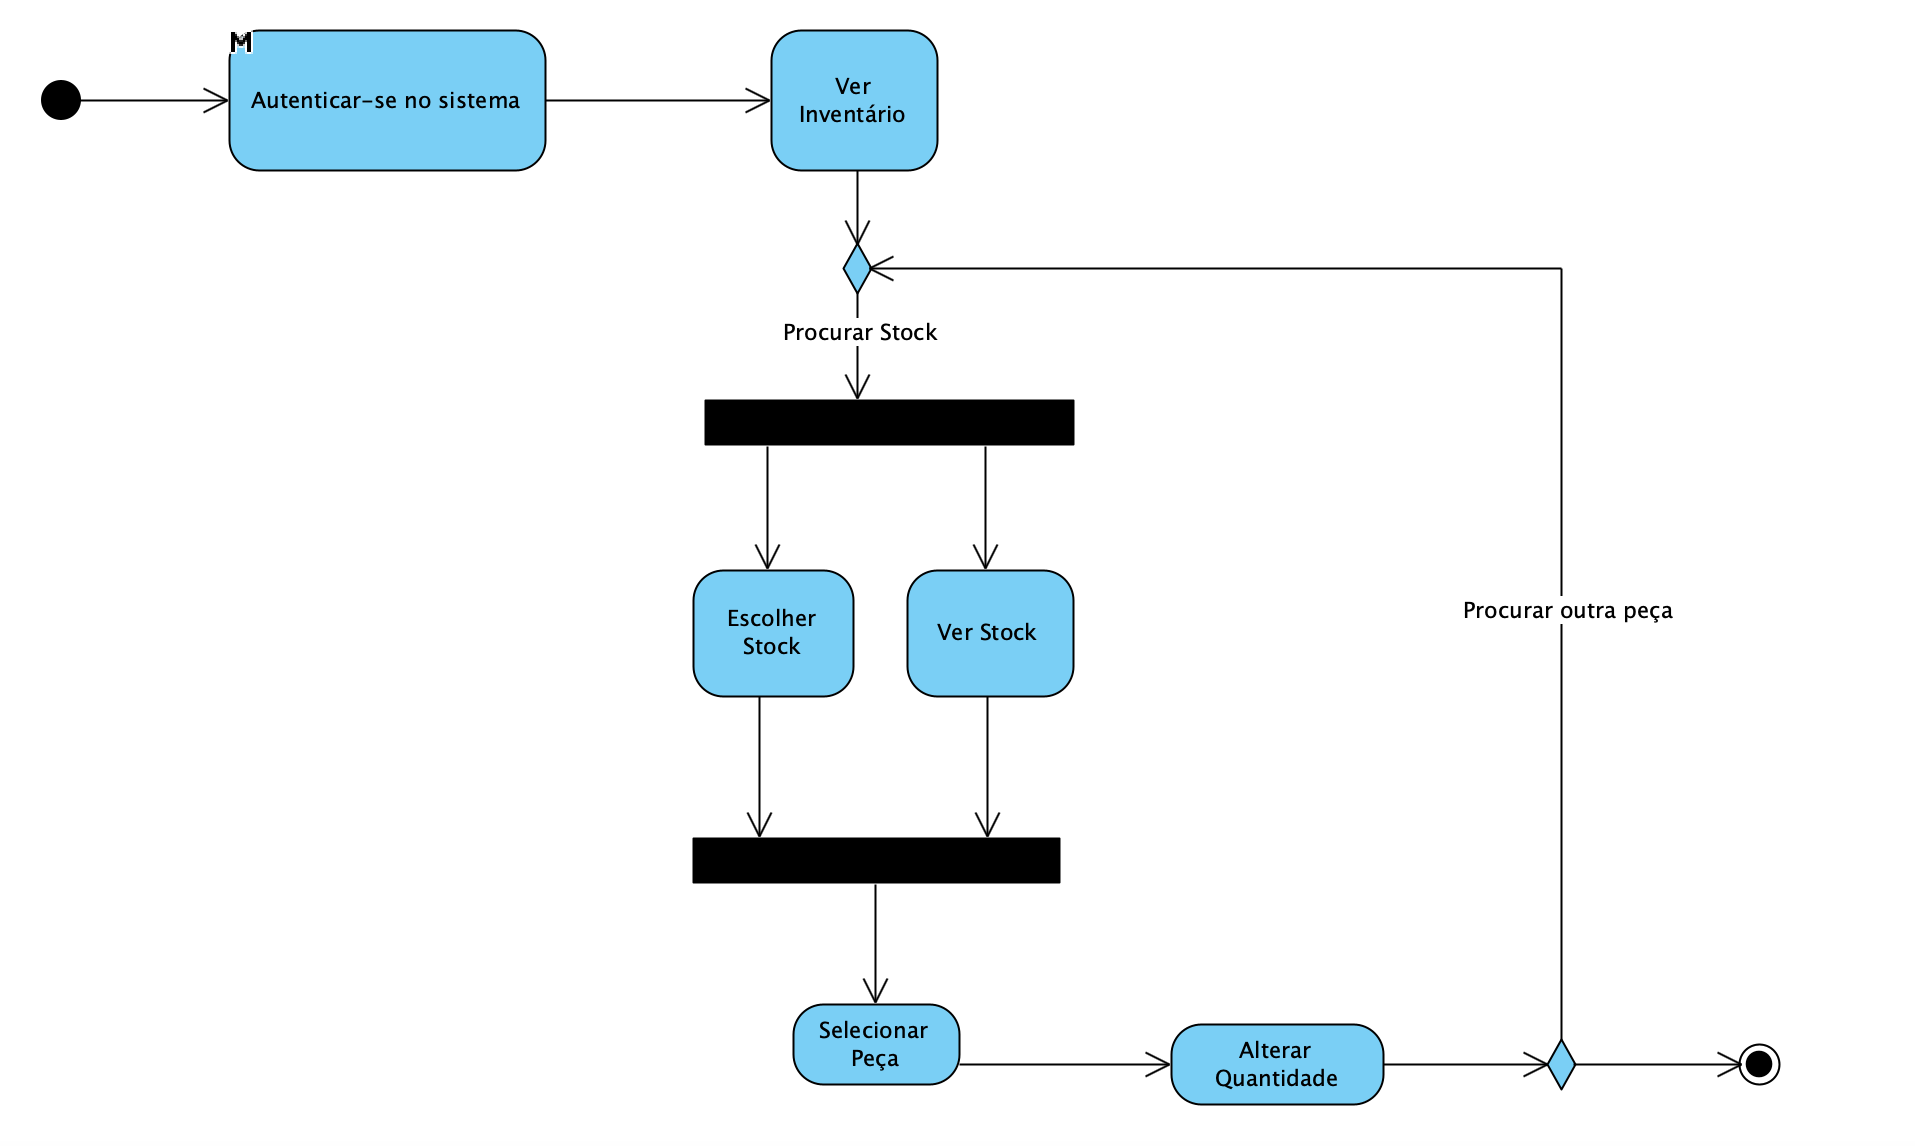 M
Autenticar-se no sistema
Ver
Inventário
Procurar Stock
Escolher
Stock
Ver Stock
Procurar outra peça
Selecionar
Peça
Alterar
Quantidade